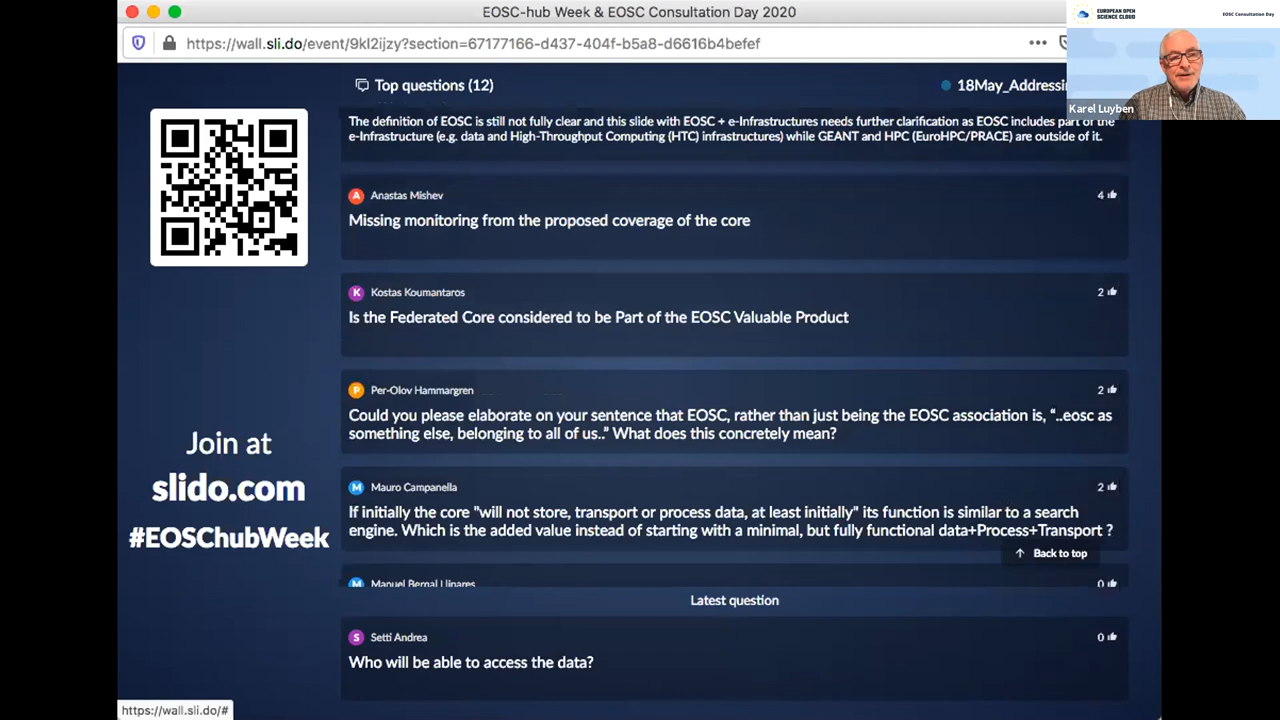 EOSC-hub Week & EOSC Consultation Day 2020
EUROPEAN OPEN
SCIENCE CLOUD
EOSC Consultation Day
https://wall.sli.do/event/9kl2ijzy?section=67177166-d437-404f-b5a8-d6616b4befef
Top questions (12)
18May_Addressin
Karel Luyben
The definition of EOSC is still not fully clear and this slide with EOSC + e-Infrastructures needs further clarification as EOSC includes part of the
e-Infrastructure (e.g. data and High-Throughput Computing (HTC) infrastructures) while GEANT and HPC (EuroHPC/PRACE) are outside of it.
A Anastas Mishev 4
Missing monitoring from the proposed coverage of the core
K Kostas Koumantaros 2
Is the Federated Core considered to be Part of the EOSC Valuable Product
P Per-Olov Hammargren 2
Could you please elaborate on your sentence that EOSC, rather than just being the EOSC association is, “..eosc as
something else, belonging to all of us..” What does this concretely mean?
M Mauro Campanella 2
If initially the core "will not store, transport or process data, at least initially" its function is similar to a search
engine. Which is the added value instead of starting with a minimal, but fully functional data+Process+Transport ?
Back to top
M Manuel Bernal Llinares 0
Latest question
S Setti Andrea 0
Who will be able to access the data?
Join at
slido.com
#EOSChubWeek
https://wall.sli.do/#